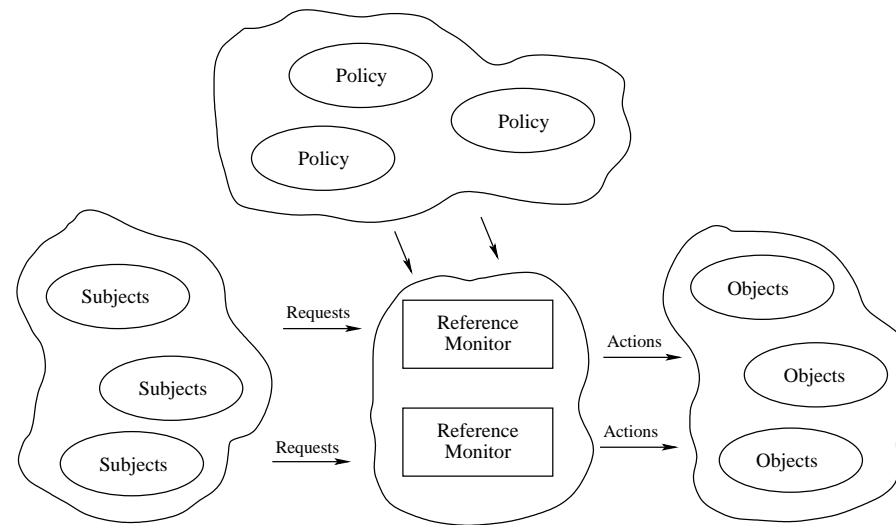 Policy
Policy
Policy
Subjects
Subjects
Subjects
Requests
Requests
Reference
Monitor
Reference
Monitor
Actions
Actions
Objects
Objects
Objects